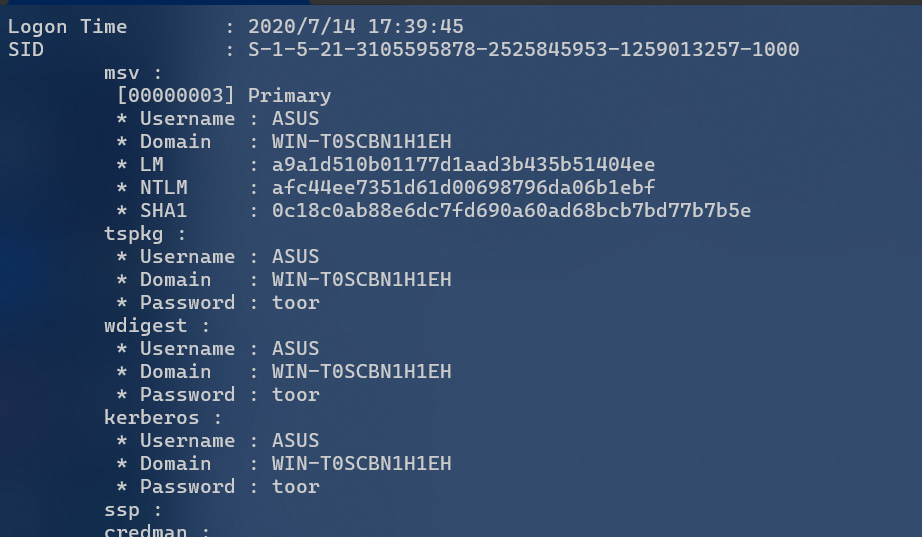 Logon Time        : 2020/7/14 17:39:45
SID               : S-1-5-21-3105595878-2525845953-1259013257-1000
        msv :
         [00000003] Primary
         * Username : ASUS
         * Domain   : WIN-T0SCBN1H1EH
         * LM       : a9a1d510b01177d1aad3b435b51404ee
         * NTLM     : afc44ee7351d61d00698796da06b1ebf
         * SHA1     : 0c18c0ab88e6dc7fd690a60ad68bcb7bd77b7b5e
        tspkg :
         * Username : ASUS
         * Domain   : WIN-T0SCBN1H1EH
         * Password : toor
        wdigest :
         * Username : ASUS
         * Domain   : WIN-T0SCBN1H1EH
         * Password : toor
        kerberos :
         * Username : ASUS
         * Domain   : WIN-T0SCBN1H1EH
         * Password : toor
        ssp :
        credman :